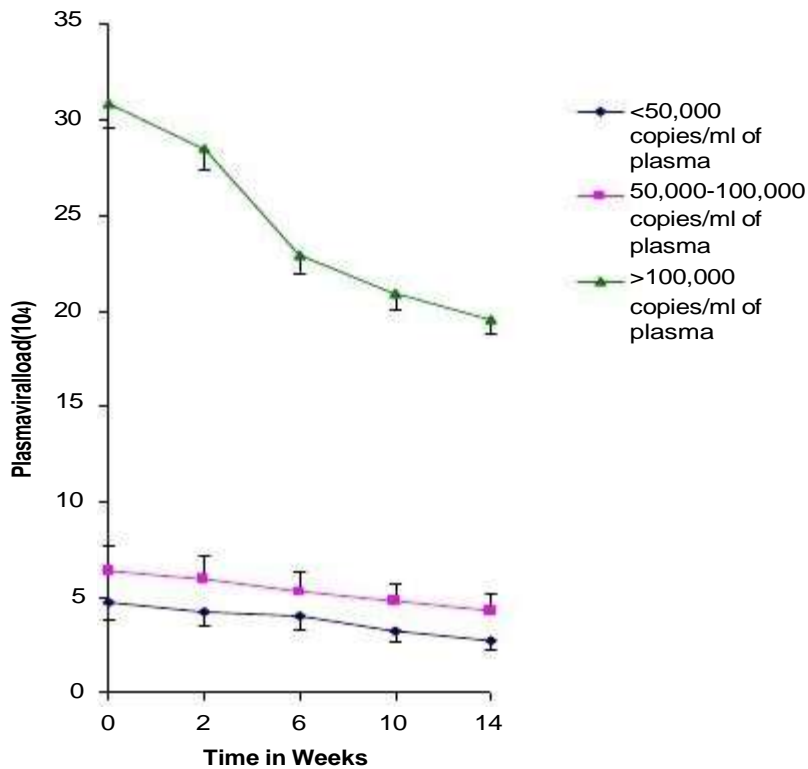 35
30
25
20
15
10
5
0
Plasmaviralload(104)
0 2 6 10 14
Time in Weeks
<50,000
copies/ml of
plasma
50,000-100,000
copies/ml of
plasma
>100,000
copies/ml of
plasma